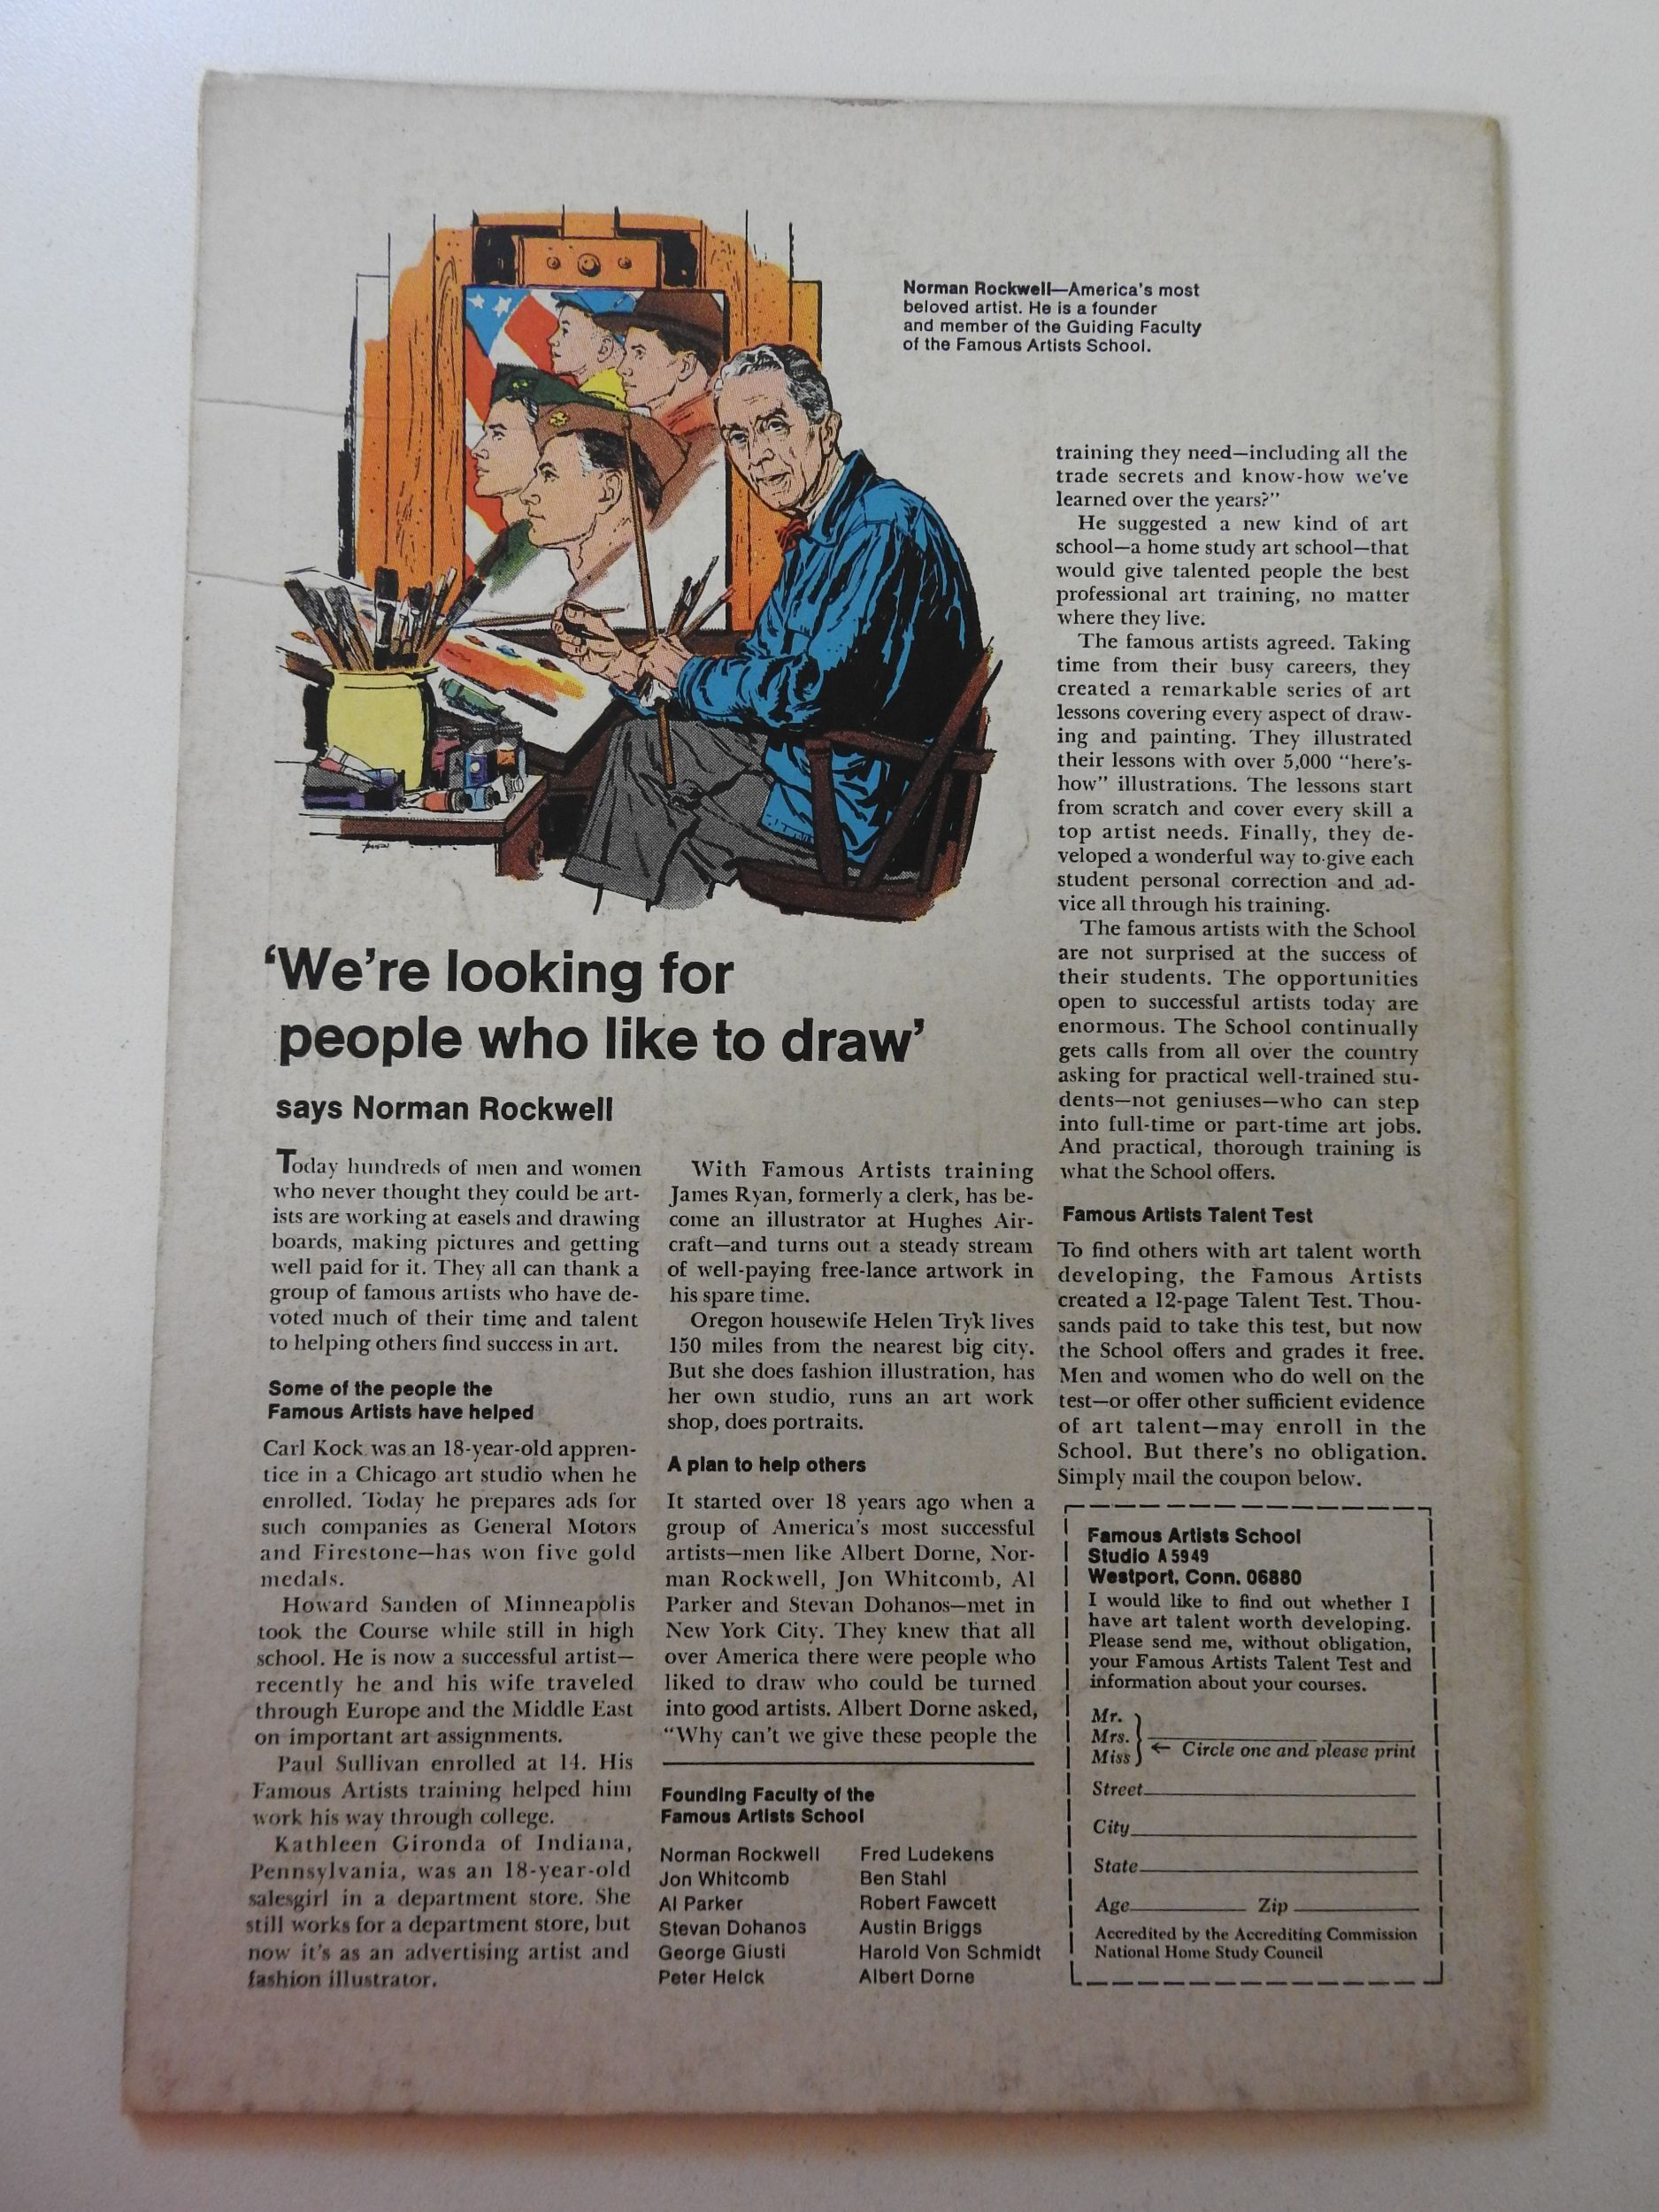 Norman Rockwell—America's most
beloved artist. He is a founder
and member of the Guiding Faculty
of the Famous Artists School.
'We're looking for
people who like to draw'
says Norman Rockwell
Today hundreds of men and women
who never thought they could be art-
ists are working at easels and drawing
boards, making pictures and getting
well paid for it. They all can thank a
group of famous artists who have de-
voted much of their time and talent
to helping others find success in art.
Some of the people the
Famous Artists have helped
Carl Kock was an 18-year-old appren-
tice in a Chicago art studio when he
enrolled. Today he prepares ads for
such companies as General Motors
and Firestone—has won five gold
medals.
Howard Sanden of Minneapolis
took the Course while still in high
school. He is now a successful artist—
recently he and his wife traveled
through Europe and the Middle East
on important art assignments.
Paul Sullivan enrolled at 14. His
Famous Artists training helped him
work his way through college.
Kathleen Gironda of Indiana,
Pennsylvania, was an 18-year-old
salesgirl in a department store. She
still works for a department store, but
now it's as an advertising artist and
fashion illustrator.
With Famous Artists training
James Ryan, formerly a clerk, has be-
come an illustrator at Hughes Air-
craft—and turns out a steady stream
of well-paying free-lance artwork in
his spare time.
Oregon housewife Helen Tryk lives
150 miles from the nearest big city.
But she does fashion illustration, has
her own studio, runs an art work
shop, does portraits.
A plan to help others
It started over 18 years ago when a
group of America's most successful
artists—men like Albert Dorne, Nor-
man Rockwell, Jon Whitcomb, Al
Parker and Stevan Dohanos—met in
New York City. They knew that all
over America there were people who
liked to draw who could be turned
into good artists. Albert Dorne asked,
"Why can't we give these people the
Founding Faculty of the
Famous Artists School
Norman Rockwell
Jon Whitcomb
Al Parker
Stevan Dohanos
George Giusti
Peter Helck
Fred Ludekens
Ben Stahl
Robert Fawcett
Austin Briggs
Harold Von Schmidt
Albert Dorne
training they need—including all the
trade secrets and know-how we've
learned over the years?"
He suggested a new kind of art
school—a home study art school—that
would give talented people the best
professional art training, no matter
where they live.
The famous artists agreed. Taking
time from their busy careers, they
created a remarkable series of art
lessons covering every aspect of draw-
ing and painting. They illustrated
their lessons with over 5,000 "here's-
how" illustrations. The lessons start
from scratch and cover every skill a
top artist needs. Finally, they de-
veloped a wonderful way to give each
student personal correction and ad-
vice all through his training.
The famous artists with the School
are not surprised at the success of
their students. The opportunities
open to successful artists today are
enormous. The School continually
gets calls from all over the country
asking for practical well-trained stu-
dents—not geniuses—who can step
into full-time or part-time art jobs.
And practical, thorough training is
what the School offers.
Famous Artists Talent Test
To find others with art talent worth
developing, the Famous Artists
created a 12-page Talent Test. Thou-
sands paid to take this test, but now
the School offers and grades it free.
Men and women who do well on the
test—or offer other sufficient evidence
of art talent—may enroll in the
School. But there's no obligation.
Simply mail the coupon below.
Famous Artists School
Studio A5949
Westport, Conn. 06880
I would like to find out whether I
have art talent worth developing.
Please send me, without obligation,
your Famous Artists Talent Test and
information about your courses.
Mr.
Mrs.
Miss ← Circle one and please print
Street
City
State
Age Zip
Accredited by the Accrediting Commission
National Home Study Council